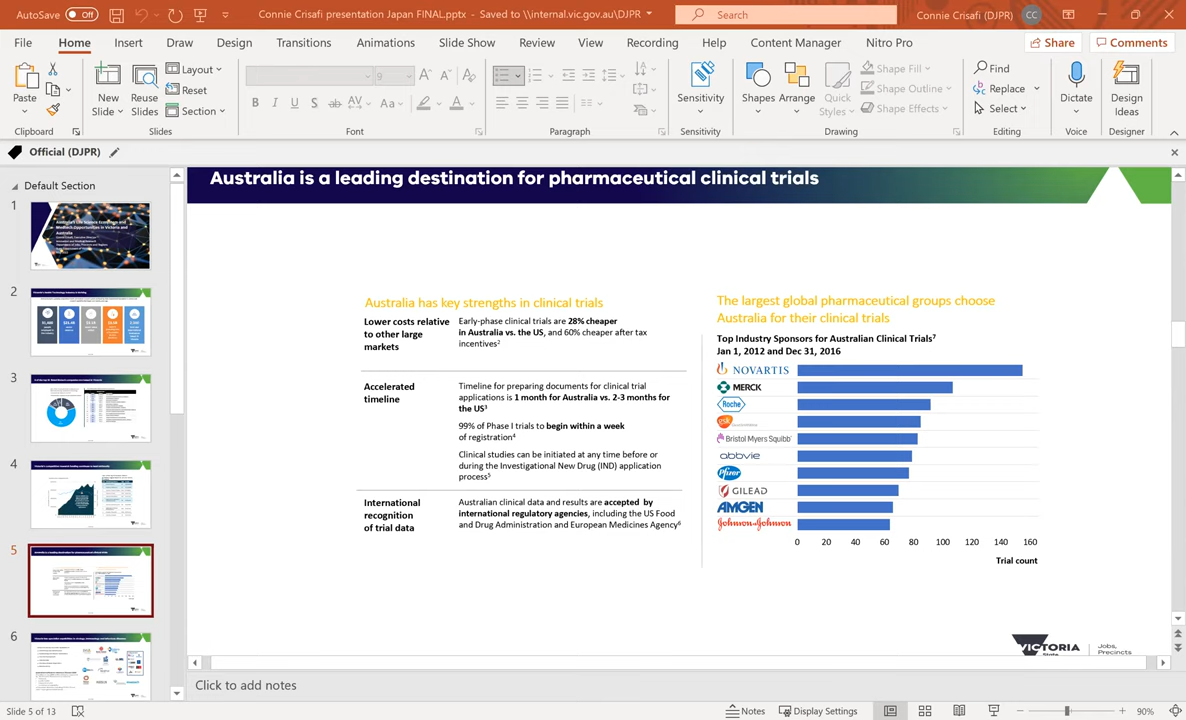 AutoSave Off
Connie Crisafi presentation Japan FINAL.pptx - Saved to \\internal.vic.gov.au\DJPR
Search
Connie Crisafi (DJPR)
CC
File Home Insert Draw Design Transitions Animations Slide Show Review View Recording Help Content Manager Nitro Pro
Share
Comments
Paste
New Slide
Reuse Slides
Layout
Reset
Section
9
B I U S ab AV Aa A
Sensitivity
Shapes
Arrange
Quick Styles
Shape Fill
Shape Outline
Shape Effects
Find
Replace
Select
Dictate
Design Ideas
Clipboard
Slides
Font
Paragraph
Sensitivity
Drawing
Editing
Voice
Designer
Official (DJPR)
Default Section
1
2
3
4
5
6
Australia is a leading destination for pharmaceutical clinical trials
Australia has key strengths in clinical trials
Lower costs relative
to other large
markets
Early-phase clinical trials are 28% cheaper
in Australia vs. the US, and 60% cheaper after tax
incentives²
Accelerated
timeline
Timeline for preparing documents for clinical trial
applications is 1 month for Australia vs. 2-3 months for
the US³
99% of Phase I trials to begin within a week
of registration⁴
Clinical studies can be initiated at any time before or
during the Investigational New Drug (IND) application
process⁵
International
recognition
of trial data
Australian clinical data and results are accepted by
international regulatory agencies, including the US Food
and Drug Administration and European Medicines Agency⁶
The largest global pharmaceutical groups choose
Australia for their clinical trials
Top Industry Sponsors for Australian Clinical Trials⁷
Jan 1, 2012 and Dec 31, 2016
NOVARTIS
MERCK
Roche
gsk
Bristol Myers Squibb
abbvie
Pfizer
GILEAD
AMGEN
Johnson & Johnson
0 20 40 60 80 100 120 140 160
Trial count
VICTORIA
State
Jobs,
Precincts
Click to add notes
Slide 5 of 13
Notes
Display Settings
90%